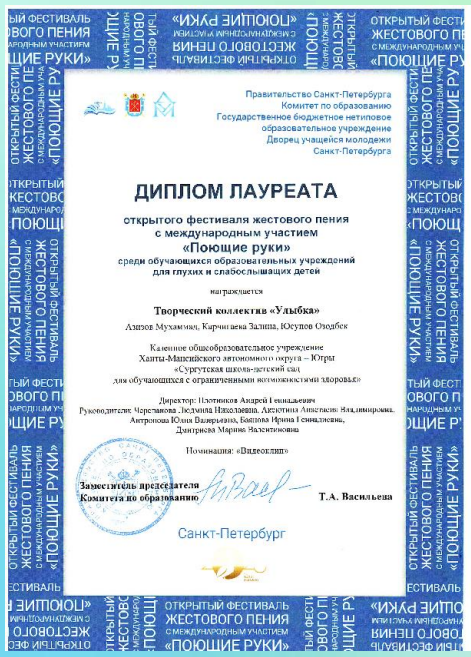 Правительство Санкт-Петербурга
Комитет по образованию
Государственное бюджетное нетиповое
образовательное учреждение
Дворец учащейся молодежи
Санкт-Петербурга
ДИПЛОМ ЛАУРЕАТА
открытого фестиваля жестового пения
с международным участием
«Поющие руки»
среди обучающихся образовательных учреждений
для глухих и слабослышащих детей
награждается
Творческий коллектив «Улыбка»
Азизов Мухаммад, Карчигаева Залина, Юсупов Озодбек
Казенное общеобразовательное учреждение
Ханты-Мансийского автономного округа – Югры
«Сургутская школа-детский сад
для обучающихся с ограниченными возможностями здоровья»
Директор: Плотников Андрей Геннадьевич
Руководители: Черепанова Людмила Николаевна, Аксютина Анастасия Владимировна,
Антропова Юлия Валерьевна, Баянова Ирина Геннадиевна,
Дмитриева Марина Валентиновна
Номинация: «Видеоклип»
Заместитель председателя
Комитета по образованию
Т.А. Васильева
Санкт-Петербург
ОТКРЫТЫЙ ФЕСТИВАЛЬ
ЖЕСТОВОГО ПЕНИЯ
С МЕЖДУНАРОДНЫМ УЧАСТИЕМ
«ПОЮЩИЕ РУКИ»